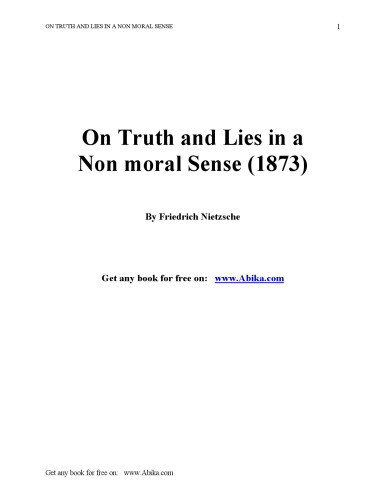 ON TRUTH AND LIES IN A NON MORAL SENSE 1
On Truth and Lies in a
Non moral Sense (1873)
By Friedrich Nietzsche
Get any book for free on: www.Abika.com
Get any book for free on: www.Abika.com